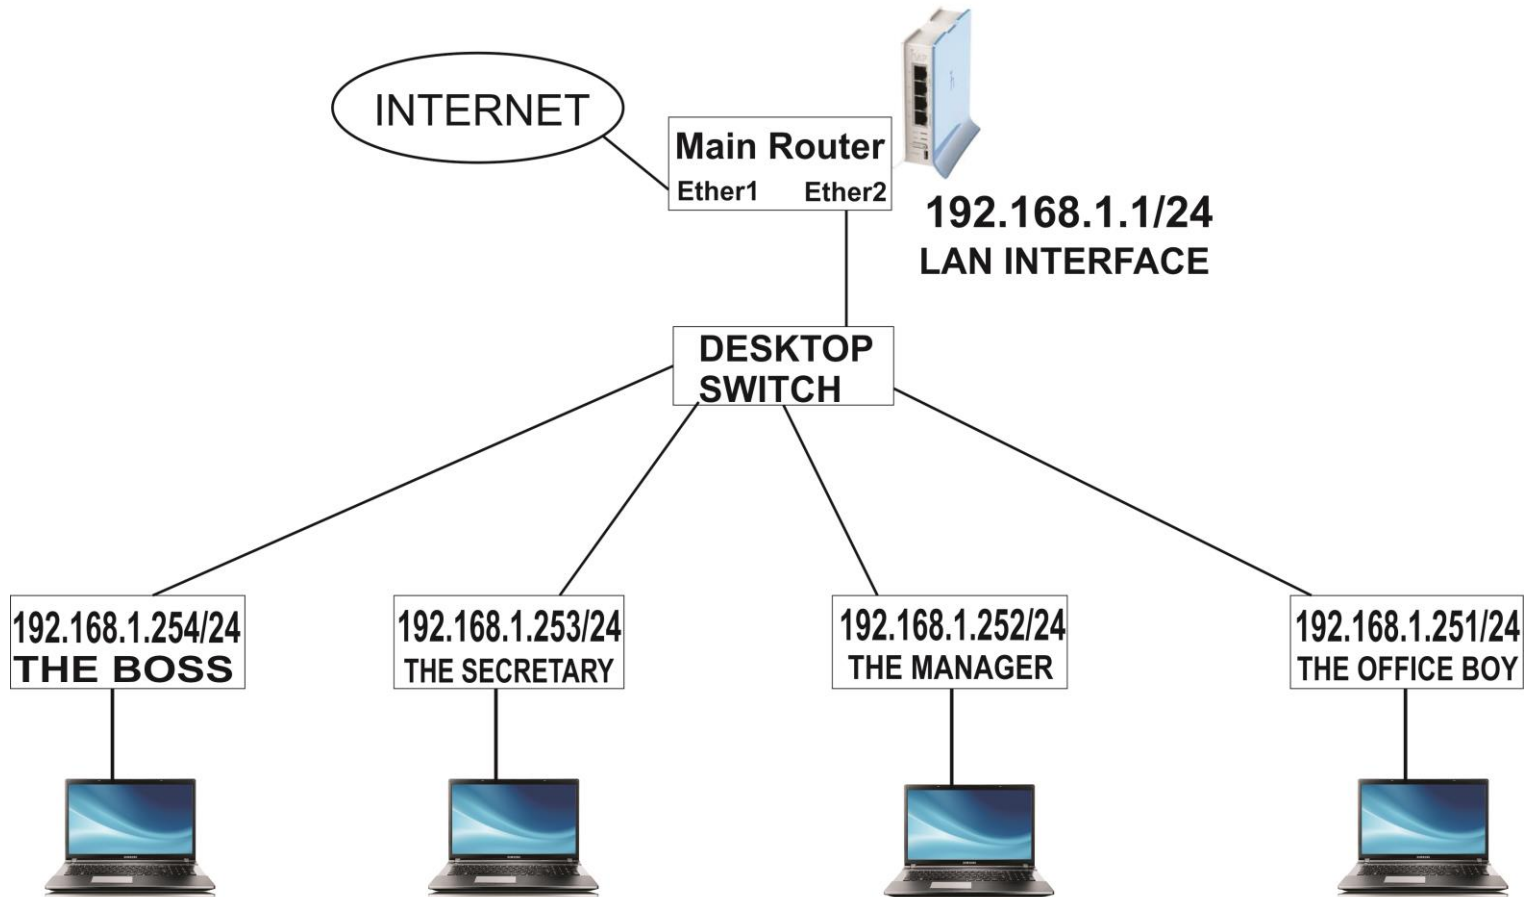 INTERNET
Main Router
Ether1 Ether2
192.168.1.1/24
LAN INTERFACE
DESKTOP
SWITCH
192.168.1.254/24
THE BOSS
192.168.1.253/24
THE SECRETARY
192.168.1.252/24
THE MANAGER
192.168.1.251/24
THE OFFICE BOY